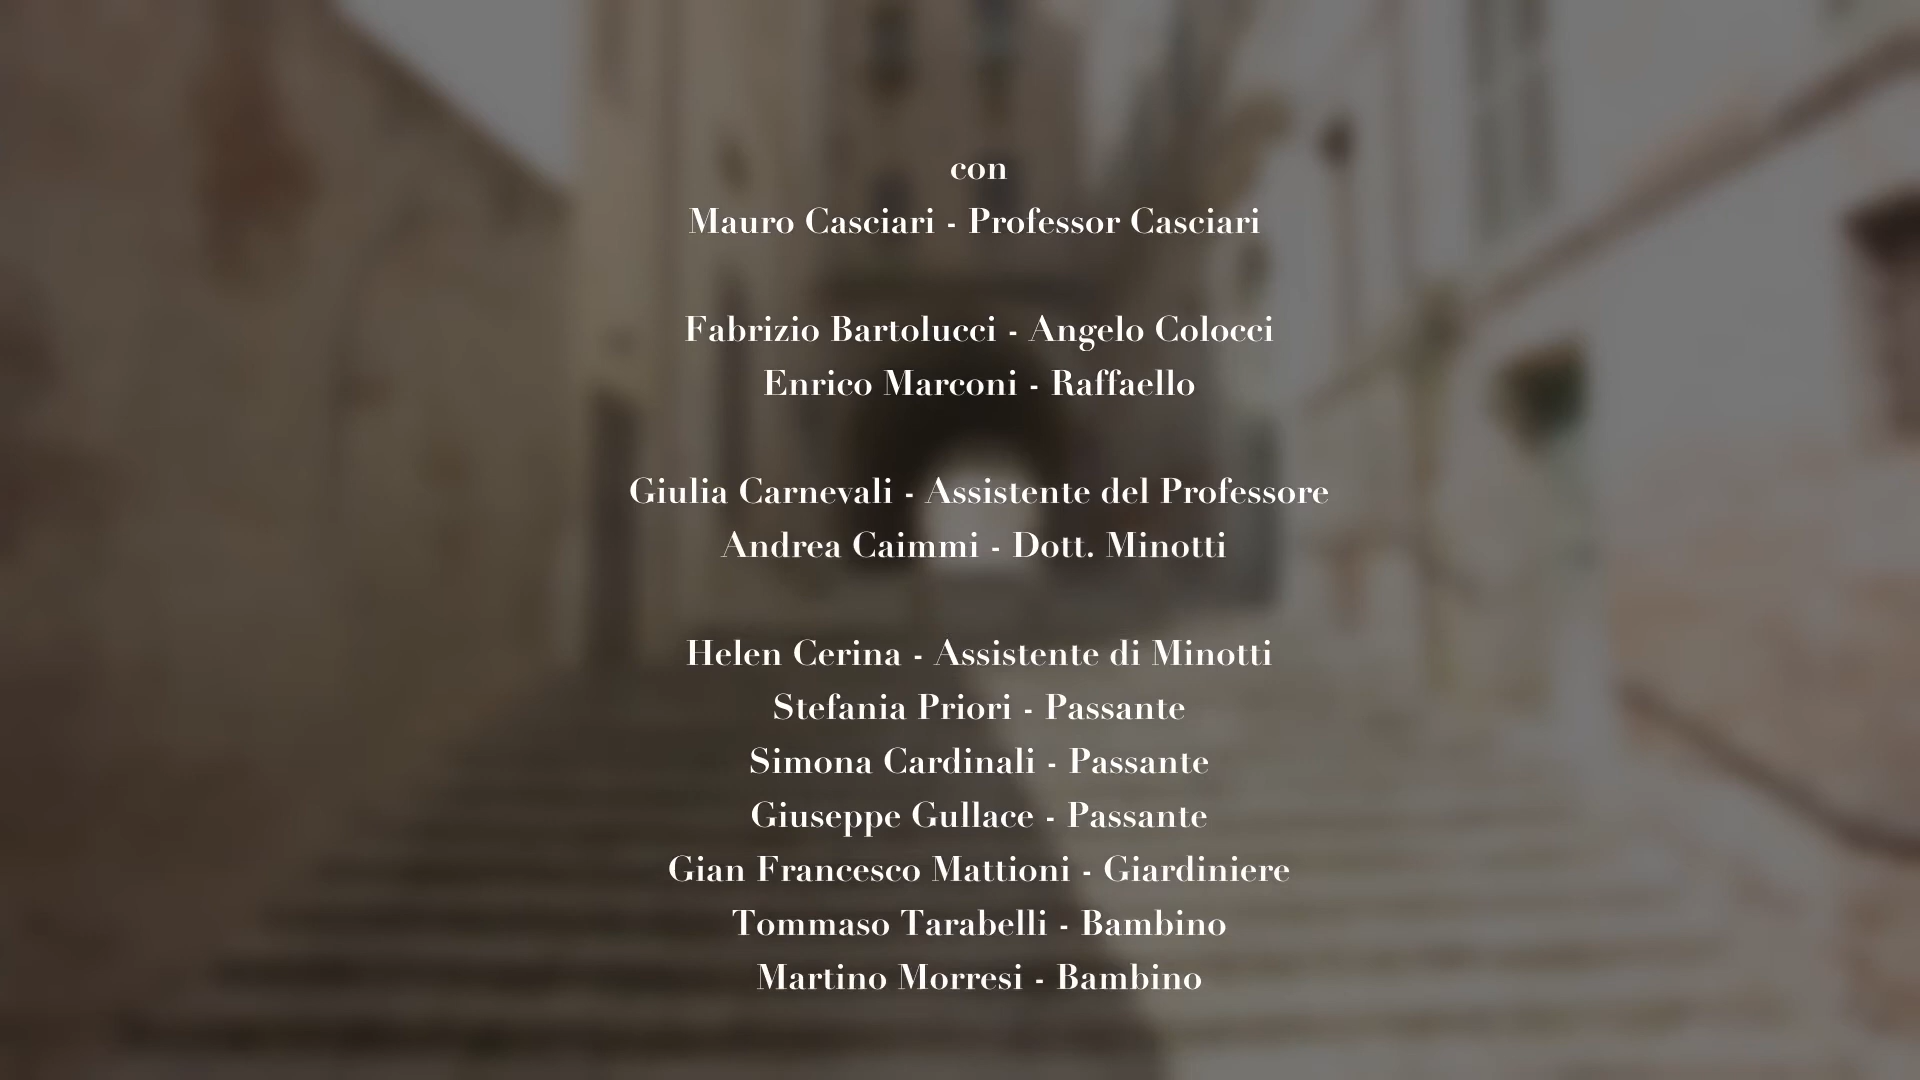 con
Mauro Casciari - Professor Casciari
Fabrizio Bartolucci - Angelo Colocci
Enrico Marconi - Raffaello
Giulia Carnevali - Assistente del Professore
Andrea Caimmi - Dott. Minotti
Helen Cerina - Assistente di Minotti
Stefania Priori - Passante
Simona Cardinali - Passante
Giuseppe Gullace - Passante
Gian Francesco Mattioni - Giardiniere
Tommaso Tarabelli - Bambino
Martino Morresi - Bambino